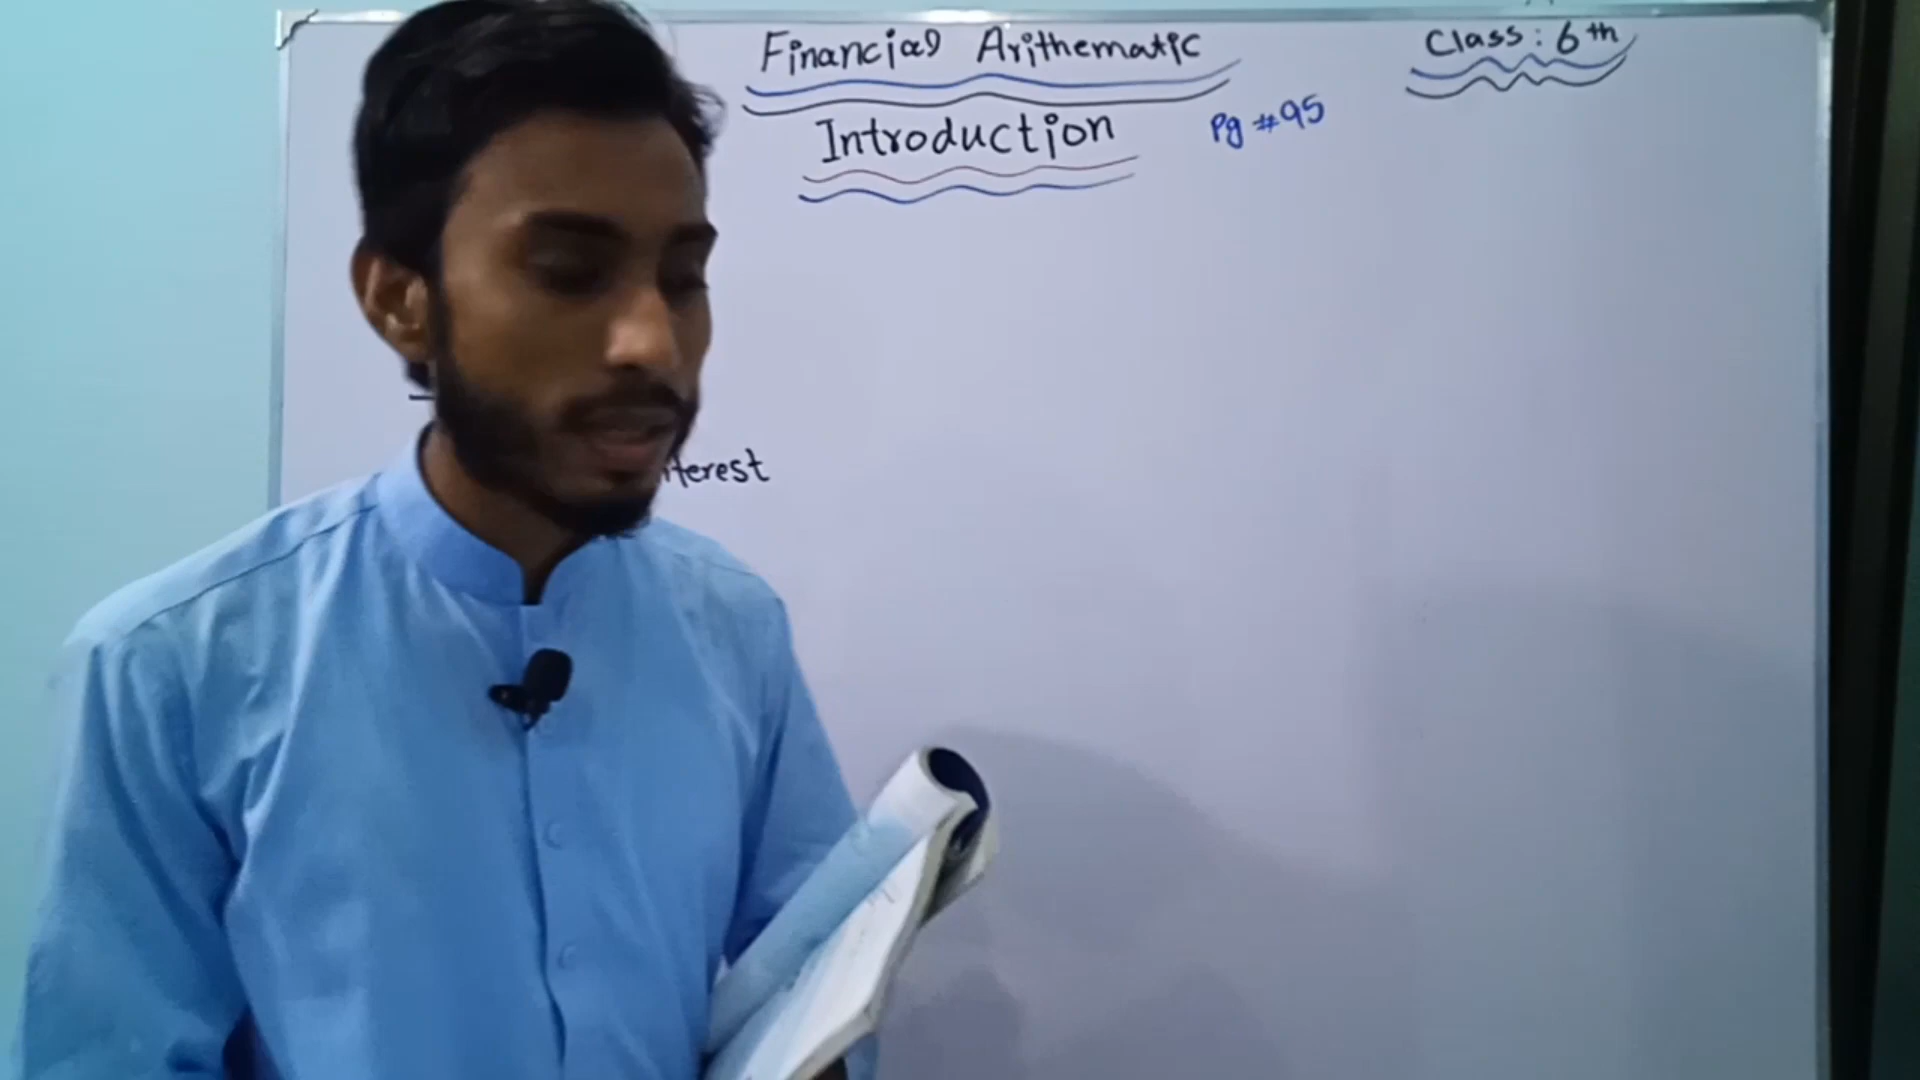 Financial Arithematic
Class: 6th
Introduction
Pg #95
terest